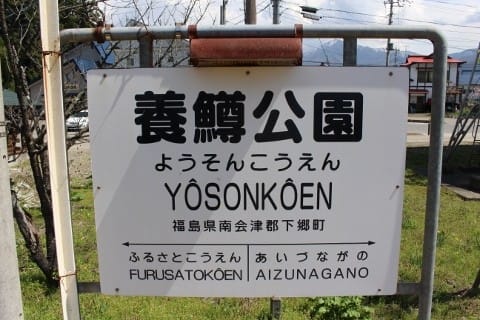 養鱒公園
ようそんこうえん
YÔSONKÔEN
福島県南会津郡下郷町
ふるさとこうえん あいづながの
FURUSATOKÔEN AIZUNAGANO